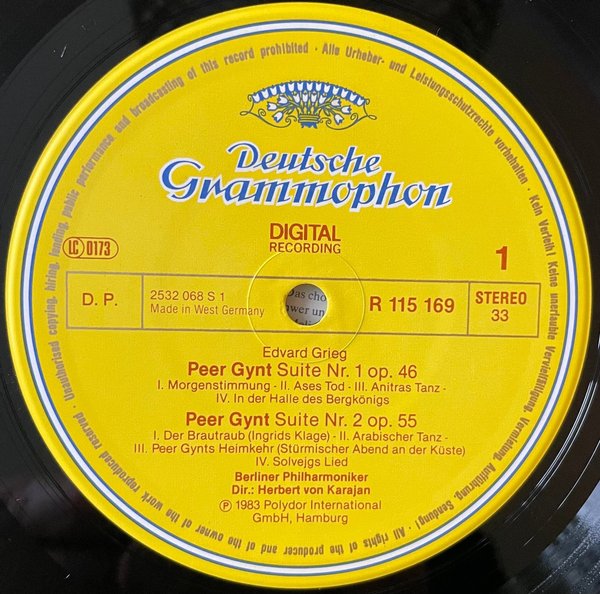 Unauthorised copying, hiring, lending, public performance and broadcasting of this record prohibited · Alle Urheber- und Leistungsschutzrechte vorbehalten · Kein Verleih! Keine unerlaubte Vervielfältigung, Vermietung, Aufführung, Sendung! · All rights of the producer and of the owner of the work reproduced reserved ·
Deutsche
Grammophon
DIGITAL
RECORDING
LC 0173
1
D. P.
2532 068 S 1
Made in West Germany
R 115 169
STEREO
33
Das cho
wer un
Edvard Grieg
Peer Gynt Suite Nr. 1 op. 46
I. Morgenstimmung · II. Ases Tod · III. Anitras Tanz ·
IV. In der Halle des Bergkönigs
Peer Gynt Suite Nr. 2 op. 55
I. Der Brautraub (Ingrids Klage) · II. Arabischer Tanz ·
III. Peer Gynts Heimkehr (Stürmischer Abend an der Küste)
IV. Solvejgs Lied
Berliner Philharmoniker
Dir.: Herbert von Karajan
℗ 1983 Polydor International
GmbH, Hamburg